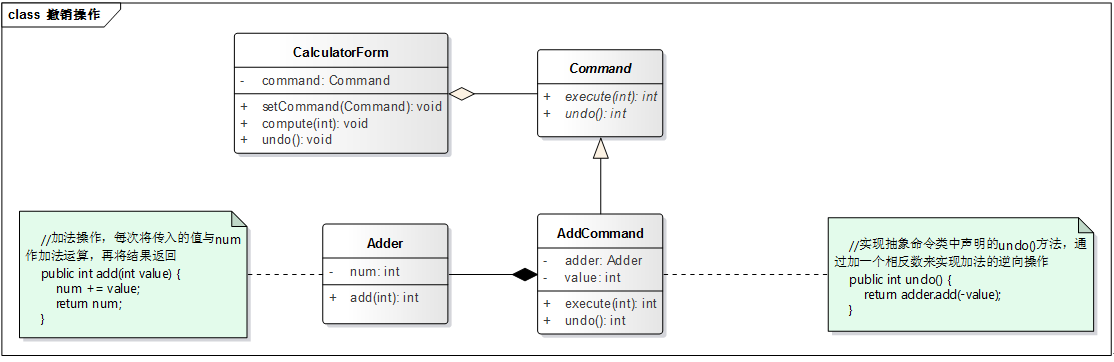 class 撤销操作
CalculatorForm
- command: Command
+ setCommand(Command): void
+ compute(int): void
+ undo(): void
Command
+ execute(int): int
+ undo(): int
//加法操作，每次将传入的值与num
作加法运算，再将结果返回
public int add(int value) {
num += value;
return num;
}
Adder
- num: int
+ add(int): int
AddCommand
- adder: Adder
- value: int
+ execute(int): int
+ undo(): int
//实现抽象命令类中声明的undo()方法，通
过加一个相反数来实现加法的逆向操作
public int undo() {
return adder.add(-value);
}